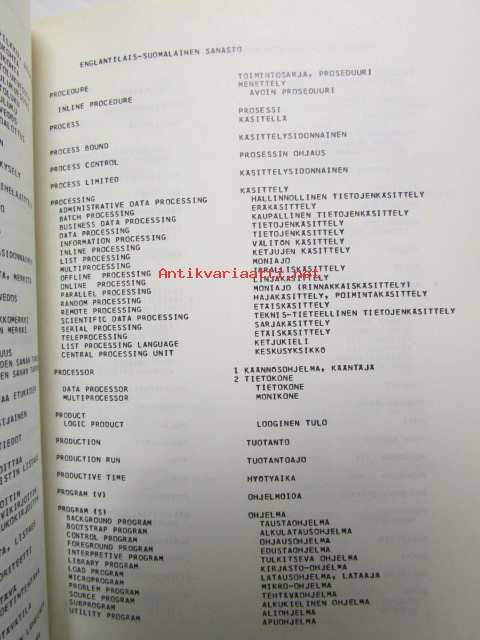 ENGLANTILAIS-SUOMALAINEN SANASTO
PROCEDURE TOIMINTOSARJA, PROSEDUURI
MENETTELY
INLINE PROCEDURE AVOIN PROSEDUURI
PROCESS PROSESSI
KÄSITELLÄ
PROCESS BOUND KÄSITTELYSIDONNAINEN
PROCESS CONTROL PROSESSIN OHJAUS
PROCESS LIMITED KÄSITTELYSIDONNAINEN
PROCESSING KÄSITTELY
ADMINISTRATIVE DATA PROCESSING HALLINNOLLINEN TIETOJENKÄSITTELY
BATCH PROCESSING ERÄKÄSITTELY
BUSINESS DATA PROCESSING KAUPALLINEN TIETOJENKÄSITTELY
DATA PROCESSING TIETOJENKÄSITTELY
INFORMATION PROCESSING TIETOJENKÄSITTELY
INLINE PROCESSING VÄLITÖN KÄSITTELY
LIST PROCESSING KETJUJEN KÄSITTELY
MULTIPROCESSING MONIAJO
OFFLINE PROCESSING
ONLINE PROCESSING LINJAKÄSITTELY
PARALLEL PROCESSING MONIAJO (RINNAKKAISKÄSITTELY)
RANDOM PROCESSING HAJAKÄSITTELY, POIMINTAKÄSITTELY
REMOTE PROCESSING ETÄISKÄSITTELY
SCIENTIFIC DATA PROCESSING TEKNIS-TIETEELLINEN TIETOJENKÄSITTELY
SERIAL PROCESSING SARJAKÄSITTELY
TELEPROCESSING ETÄISKÄSITTELY
LIST PROCESSING LANGUAGE KETJUKIELI
CENTRAL PROCESSING UNIT KESKUSYKSIKKÖ
PROCESSOR 1 KÄÄNNÖSOHJELMA, KÄÄNTÄJÄ
2 TIETOKONE
DATA PROCESSOR TIETOKONE
MULTIPROCESSOR MONIKONE
PRODUCT
LOGIC PRODUCT LOOGINEN TULO
PRODUCTION TUOTANTO
PRODUCTION RUN TUOTANTOAJO
PRODUCTIVE TIME HYÖTYAIKA
PROGRAM (V) OHJELMOIDA
PROGRAM (S) OHJELMA
BACKGROUND PROGRAM TAUSTAOHJELMA
BOOTSTRAP PROGRAM ALKULATAUSOHJELMA
CONTROL PROGRAM OHJAUSOHJELMA
FOREGROUND PROGRAM EDUSTAOHJELMA
INTERPRETIVE PROGRAM TULKITSEVA OHJELMA
LIBRARY PROGRAM KIRJASTO-OHJELMA
LOAD PROGRAM LATAUSOHJELMA, LATAAJA
MICROPROGRAM MIKRO-OHJELMA
PROBLEM PROGRAM TEHTÄVÄOHJELMA
SOURCE PROGRAM ALKUKIELINEN OHJELMA
SUBPROGRAM ALIOHJELMA
UTILITY PROGRAM APUOHJELMA
Antikvariaatti.net